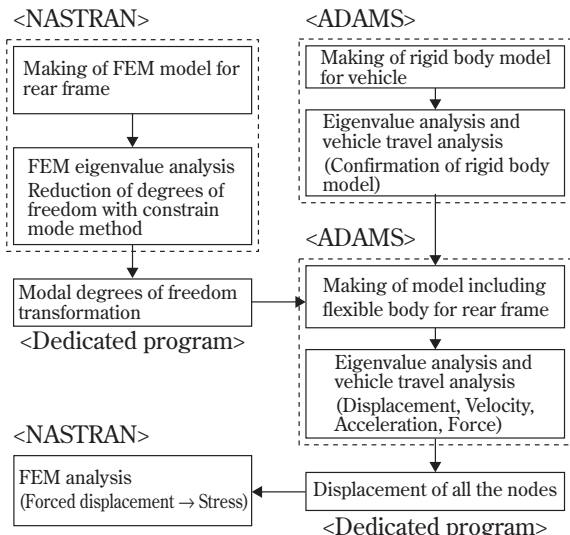 <NASTRAN>
Making of FEM model for
rear frame
FEM eigenvalue analysis
Reduction of degrees of
freedom with constrain
mode method
Modal degrees of freedom
transformation
<Dedicated program>
<ADAMS>
Making of rigid body model
for vehicle
Eigenvalue analysis and
vehicle travel analysis
(Confirmation of rigid body
model)
<ADAMS>
Making of model including
flexible body for rear frame
Eigenvalue analysis and
vehicle travel analysis
(Displacement, Velocity,
Acceleration, Force)
Displacement of all the nodes
<Dedicated program>
<NASTRAN>
FEM analysis
(Forced displacement → Stress)